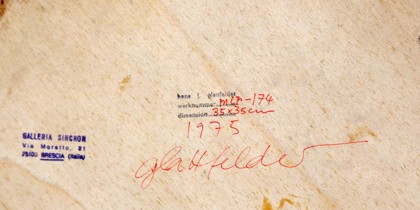 hans j. glattfelder
werknummer MLP-174
dimension 35x35cm
1975
GALLERIA SINCRON
Via Moretto, 21
25100 BRESCIA (Italia)
glattfelder